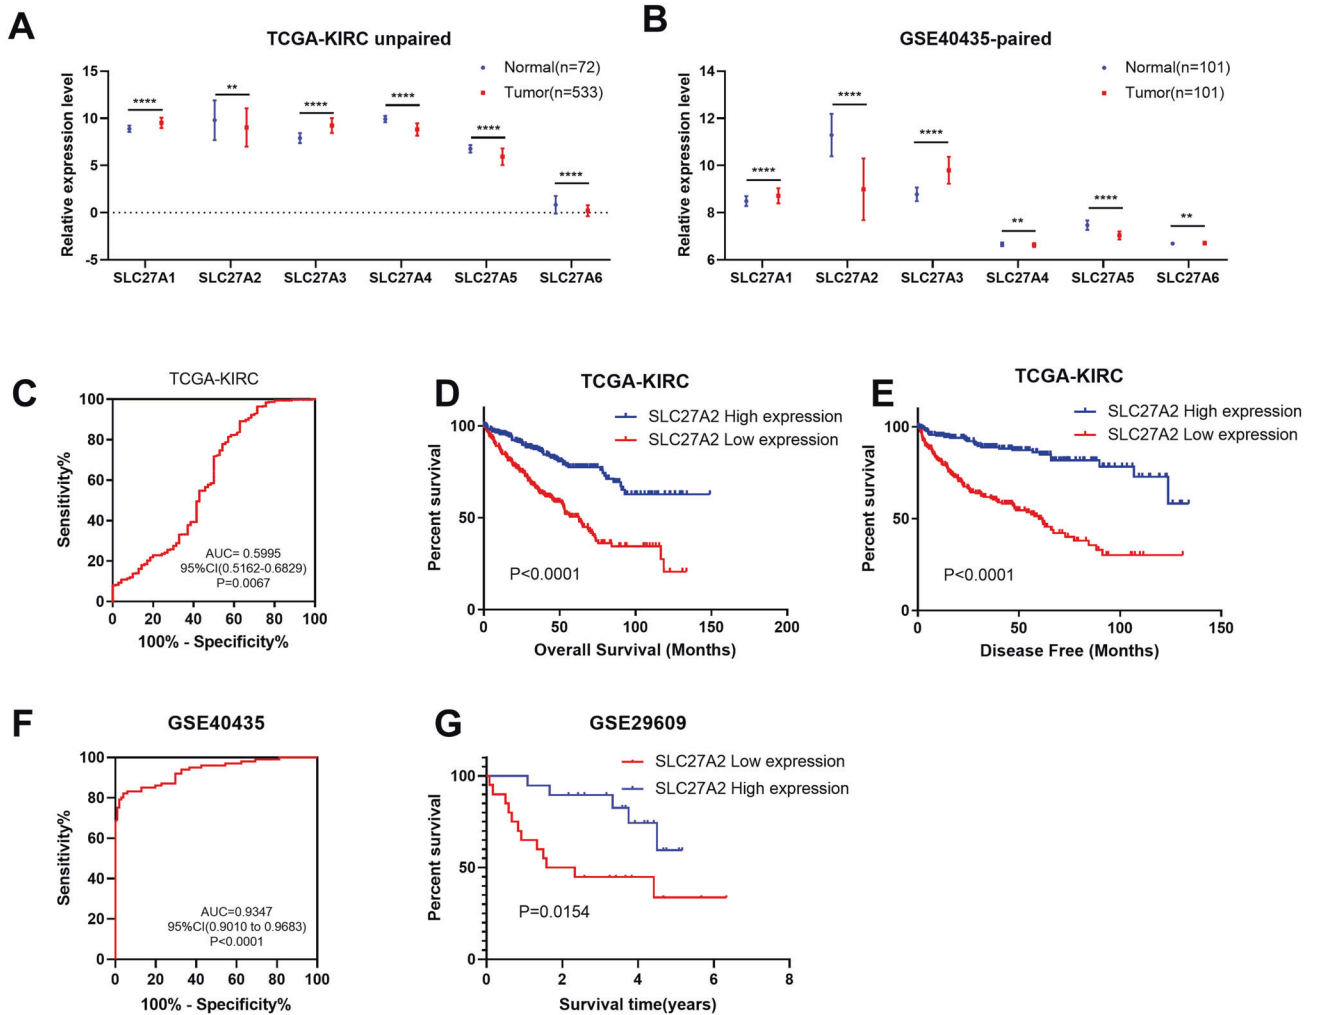 A
TCGA-KIRC unpaired
Normal(n=72)
Tumor(n=533)
Relative expression level
15
10
5
0
-5
****
**
****
****
****
****
SLC27A1
SLC27A2
SLC27A3
SLC27A4
SLC27A5
SLC27A6
B
GSE40435-paired
Normal(n=101)
Tumor(n=101)
Relative expression level
14
12
10
8
6
****
****
****
**
****
**
SLC27A1
SLC27A2
SLC27A3
SLC27A4
SLC27A5
SLC27A6
C
TCGA-KIRC
Sensitivity%
100
80
60
40
20
0
AUC= 0.5995
95%CI(0.5162-0.6829)
P=0.0067
0 20 40 60 80 100
100% - Specificity%
D
TCGA-KIRC
SLC27A2 High expression
SLC27A2 Low expression
Percent survival
100
50
0
P<0.0001
0 50 100 150 200
Overall Survival (Months)
E
TCGA-KIRC
SLC27A2 High expression
SLC27A2 Low expression
Percent survival
100
50
0
P<0.0001
0 50 100 150
Disease Free (Months)
F
GSE40435
Sensitivity%
100
80
60
40
20
0
AUC=0.9347
95%CI(0.9010 to 0.9683)
P<0.0001
0 20 40 60 80 100
100% - Specificity%
G
GSE29609
SLC27A2 Low expression
SLC27A2 High expression
Percent survival
100
50
0
P=0.0154
0 2 4 6 8
Survival time(years)